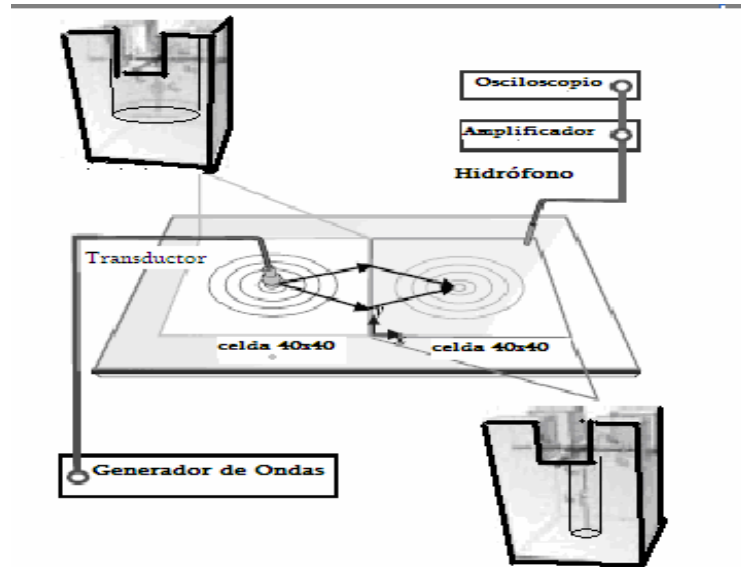 Osciloscopio
Amplificador
Hidrófono
Transductor
Y
X
celda 40x40
celda 40x40
Generador de Ondas